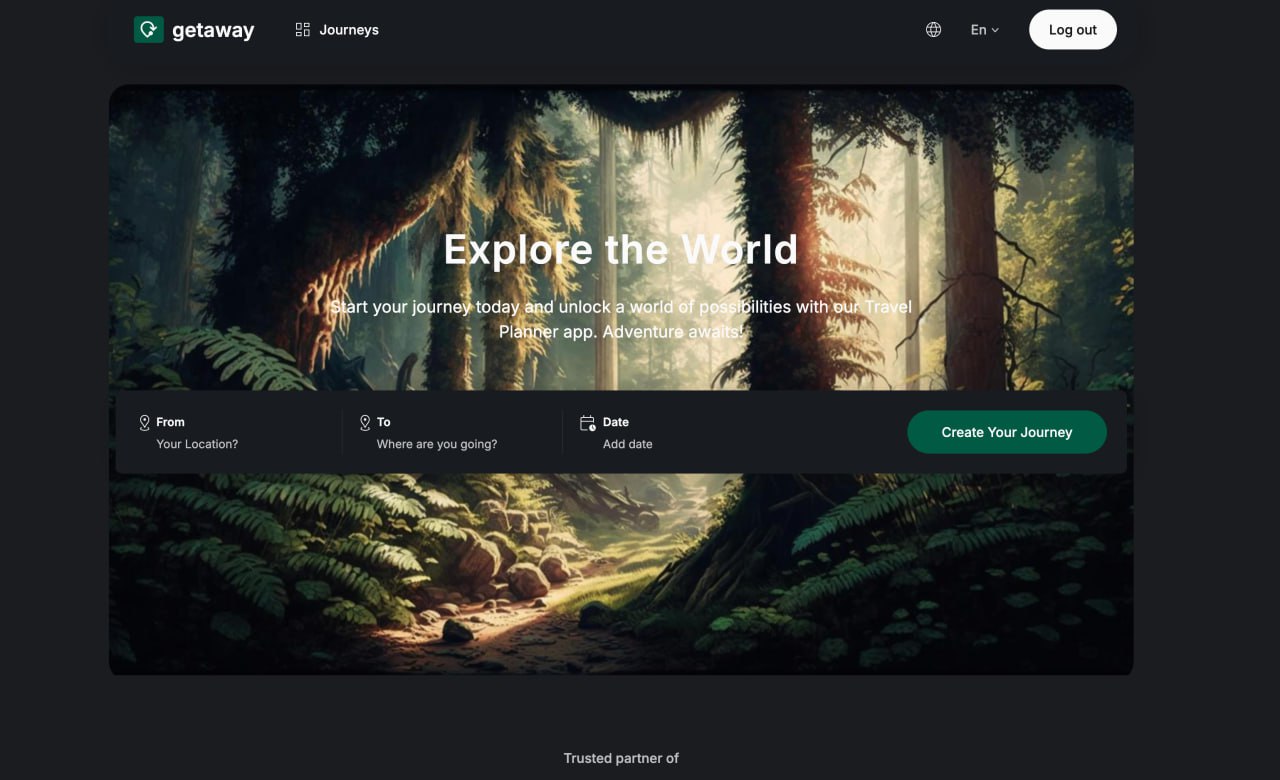 getaway
Journeys
En
Log out
Explore the World
Start your journey today and unlock a world of possibilities with our Travel
Planner app. Adventure awaits!
From
Your Location?
To
Where are you going?
Date
Add date
Create Your Journey
Trusted partner of